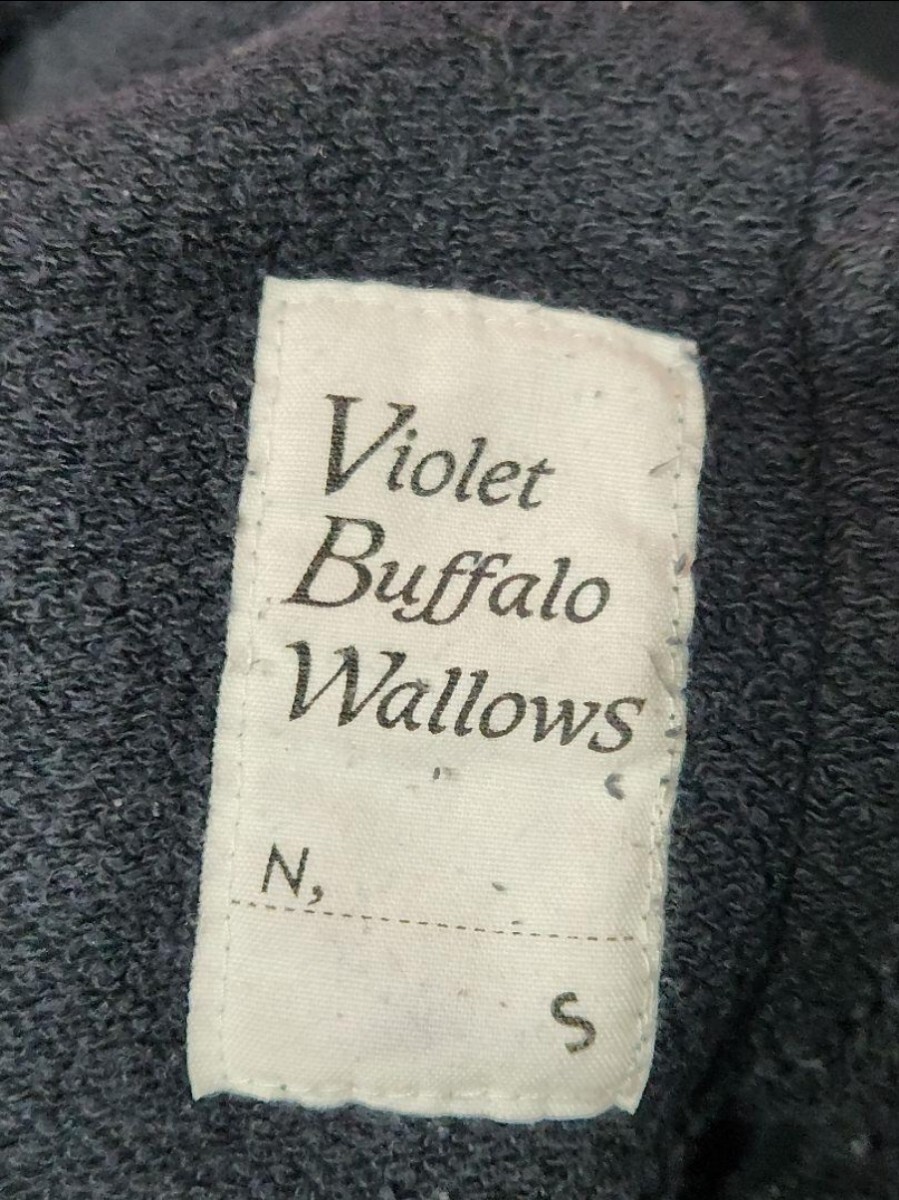 Violet
Buffalo
Wallows
N,
S